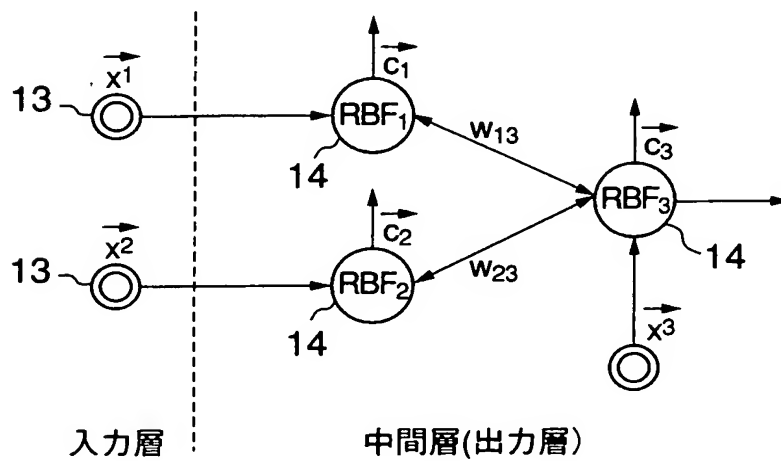 x¹
c₁
13
RBF₁
w₁₃
14
c₃
RBF₃
x²
c₂
13
RBF₂
w₂₃
14
14
x³
入力層
中間層(出力層)